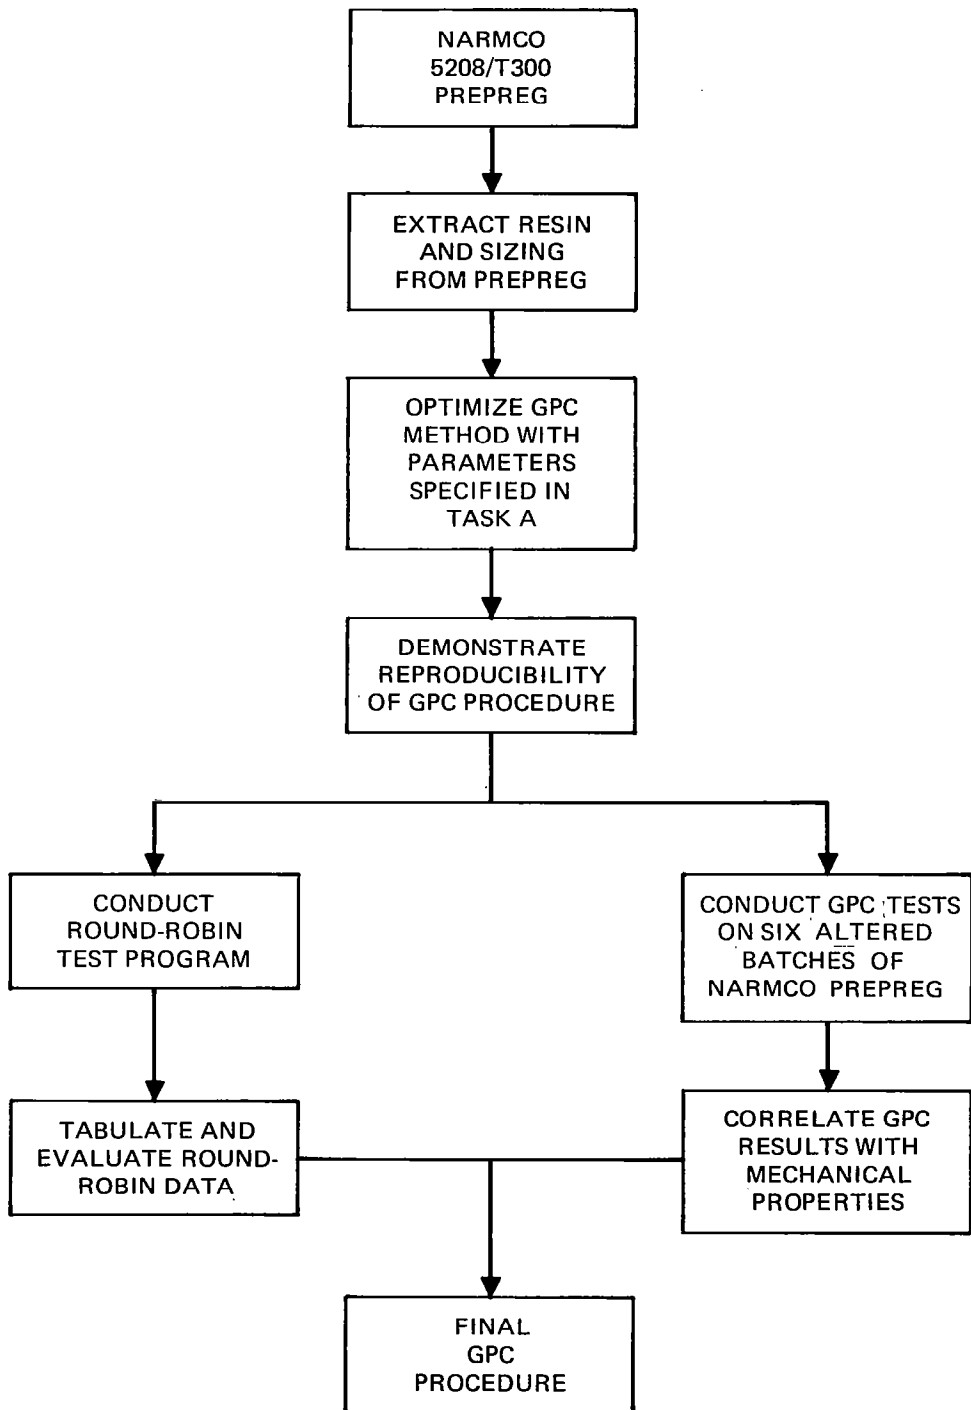 NARMCO
5208/T300
PREPREG
EXTRACT RESIN
AND SIZING
FROM PREPREG
OPTIMIZE GPC
METHOD WITH
PARAMETERS
SPECIFIED IN
TASK A
DEMONSTRATE
REPRODUCIBILITY
OF GPC PROCEDURE
CONDUCT
ROUND-ROBIN
TEST PROGRAM
CONDUCT GPC TESTS
ON SIX ALTERED
BATCHES OF
NARMCO PREPREG
TABULATE AND
EVALUATE ROUND-
ROBIN DATA
CORRELATE GPC
RESULTS WITH
MECHANICAL
PROPERTIES
FINAL
GPC
PROCEDURE